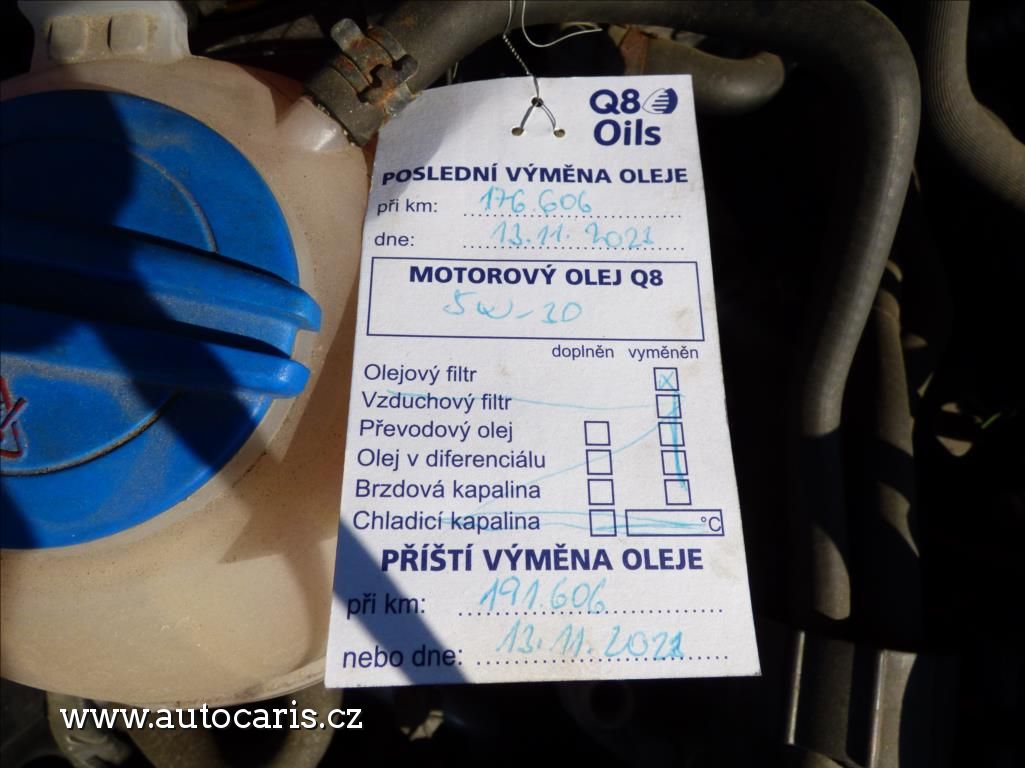 Q8
Oils
POSLEDNÍ VÝMĚNA OLEJE
při km: 176.606
dne: 13.11. 2021
MOTOROVÝ OLEJ Q8
5W-30
doplněn vyměněn
Olejový filtr x
Vzduchový filtr
Převodový olej
Olej v diferenciálu
Brzdová kapalina
Chladicí kapalina °C
PŘÍŠTÍ VÝMĚNA OLEJE
při km: 191.606
nebo dne: 13.11.
www.autocaris.cz